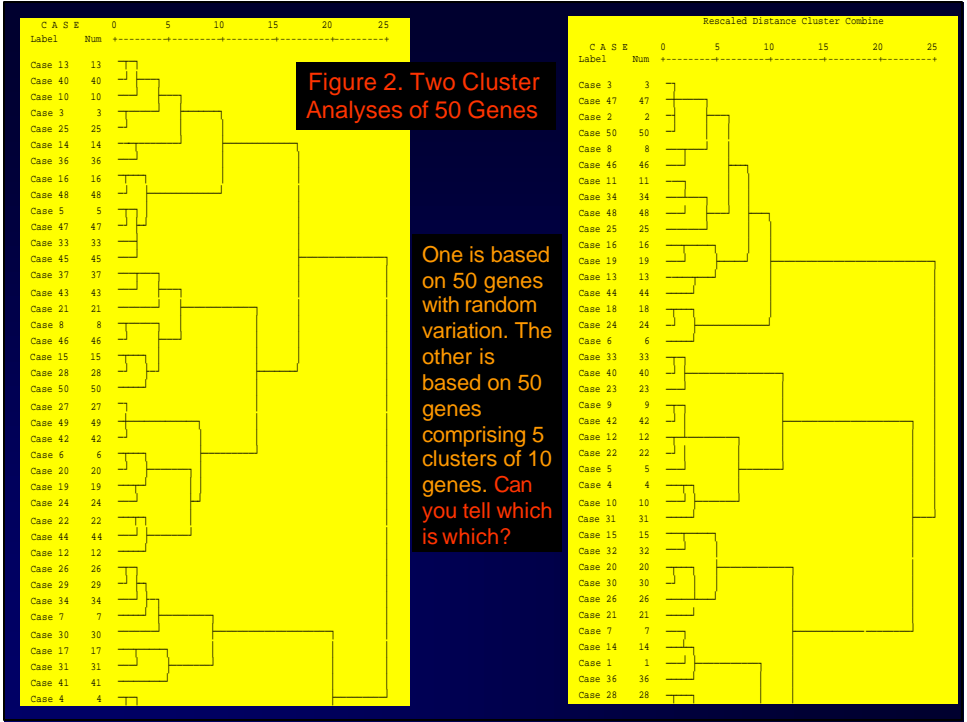 C A S E 0 5 10 15 20 25
Label Num +---------+---------+---------+---------+---------+
Case 13 13
Case 40 40
Case 10 10
Case 3 3
Case 25 25
Case 14 14
Case 36 36
Case 16 16
Case 48 48
Case 5 5
Case 47 47
Case 33 33
Case 45 45
Case 37 37
Case 43 43
Case 21 21
Case 8 8
Case 46 46
Case 15 15
Case 28 28
Case 50 50
Case 27 27
Case 49 49
Case 42 42
Case 6 6
Case 20 20
Case 19 19
Case 24 24
Case 22 22
Case 44 44
Case 12 12
Case 26 26
Case 29 29
Case 34 34
Case 7 7
Case 30 30
Case 17 17
Case 31 31
Case 41 41
Case 4 4
Figure 2. Two Cluster
Analyses of 50 Genes
One is based
on 50 genes
with random
variation. The
other is
based on 50
genes
comprising 5
clusters of 10
genes. Can
you tell which
is which?
Rescaled Distance Cluster Combine
C A S E 0 5 10 15 20 25
Label Num +---------+---------+---------+---------+---------+
Case 3 3
Case 47 47
Case 2 2
Case 50 50
Case 8 8
Case 46 46
Case 11 11
Case 34 34
Case 48 48
Case 25 25
Case 16 16
Case 19 19
Case 13 13
Case 44 44
Case 18 18
Case 24 24
Case 6 6
Case 33 33
Case 40 40
Case 23 23
Case 9 9
Case 42 42
Case 12 12
Case 22 22
Case 5 5
Case 4 4
Case 10 10
Case 31 31
Case 15 15
Case 32 32
Case 20 20
Case 30 30
Case 26 26
Case 21 21
Case 7 7
Case 14 14
Case 1 1
Case 36 36
Case 28 28